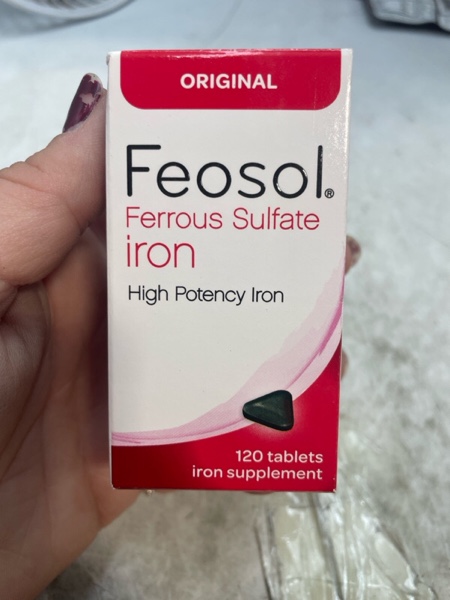 ORIGINAL
Feosol®
Ferrous Sulfate
iron
High Potency Iron
120 tablets
iron supplement